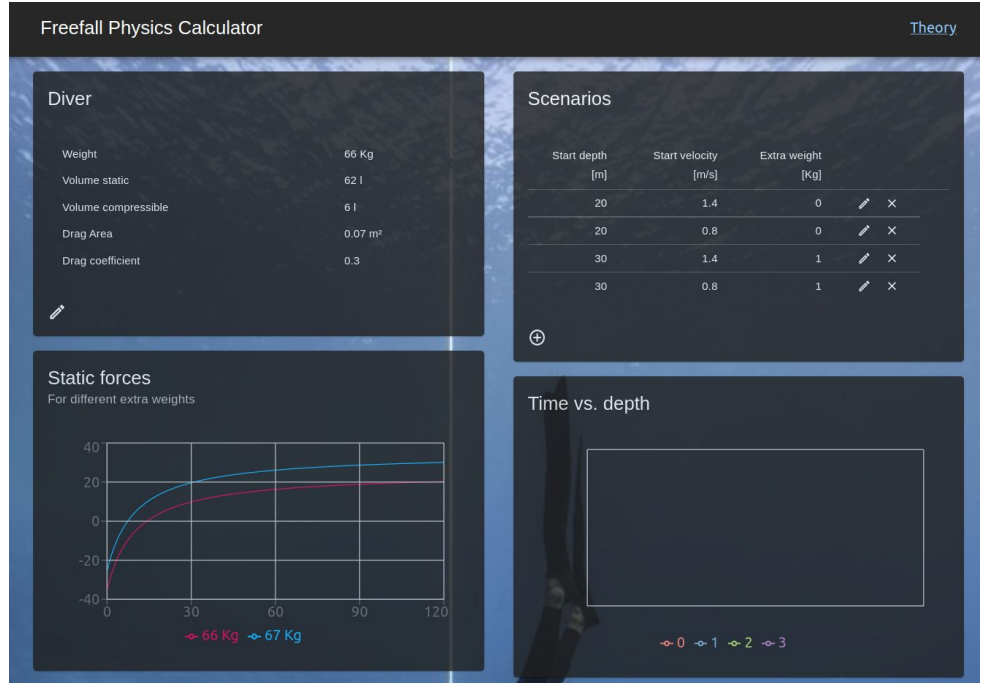 Freefall Physics Calculator
Theory
Diver
Weight 66 Kg
Volume static 62 l
Volume compressible 6 l
Drag Area 0.07 m²
Drag coefficient 0.3
Scenarios
Start depth Start velocity Extra weight
[m] [m/s] [Kg]
20 1.4 0
20 0.8 0
30 1.4 1
30 0.8 1
Static forces
For different extra weights
40
20
0
-20
-40
0 30 60 90 120
66 Kg 67 Kg
Time vs. depth
0 1 2 3